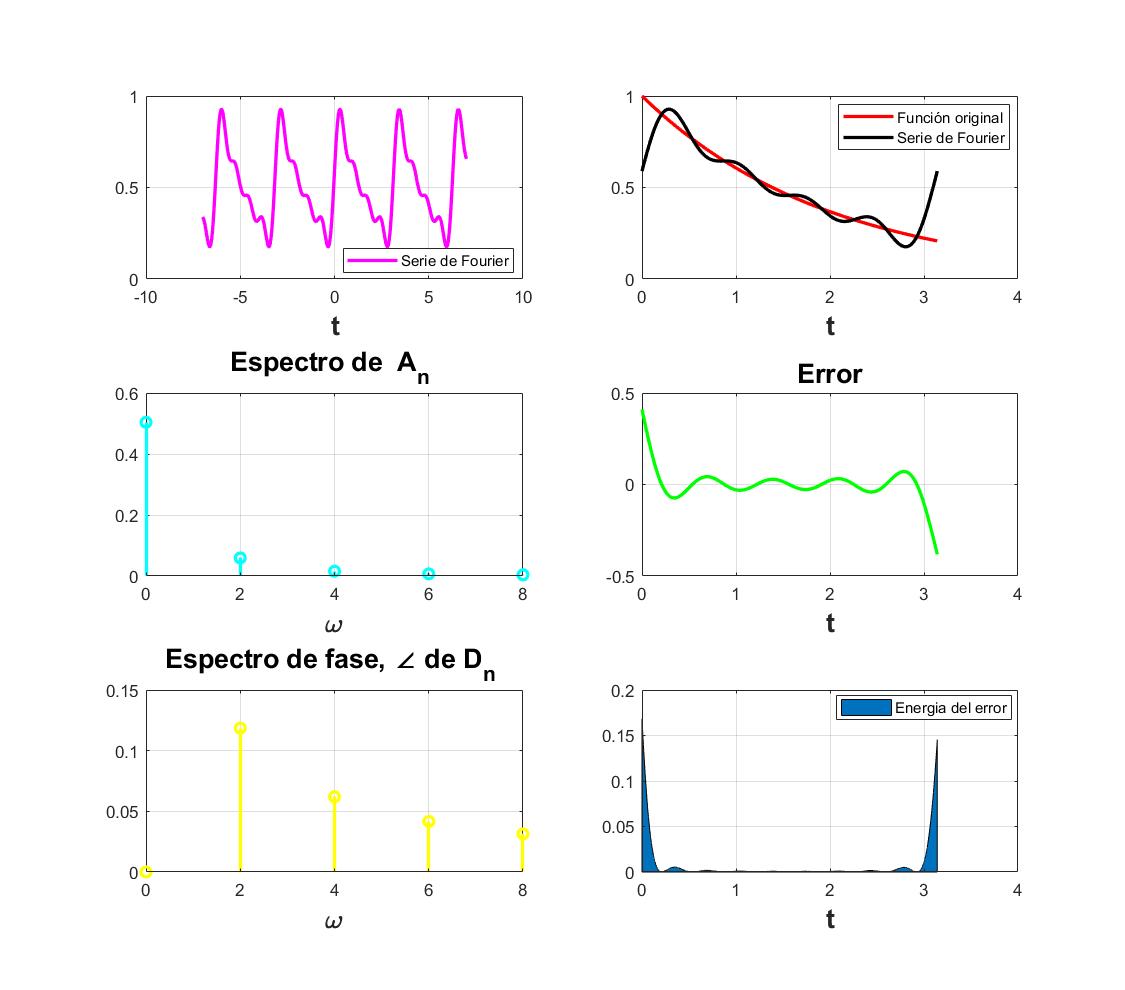 1
0.5
0
-10 -5 0 5 10
t
Serie de Fourier
1
0.5
0
0 1 2 3 4
t
Función original
Serie de Fourier
Espectro de A_n
0.6
0.4
0.2
0
0 2 4 6 8
ω
Error
0.5
0
-0.5
0 1 2 3 4
t
Espectro de fase, ∠ de D_n
0.15
0.1
0.05
0
0 2 4 6 8
ω
0.2
0.15
0.1
0.05
0
0 1 2 3 4
t
Energia del error